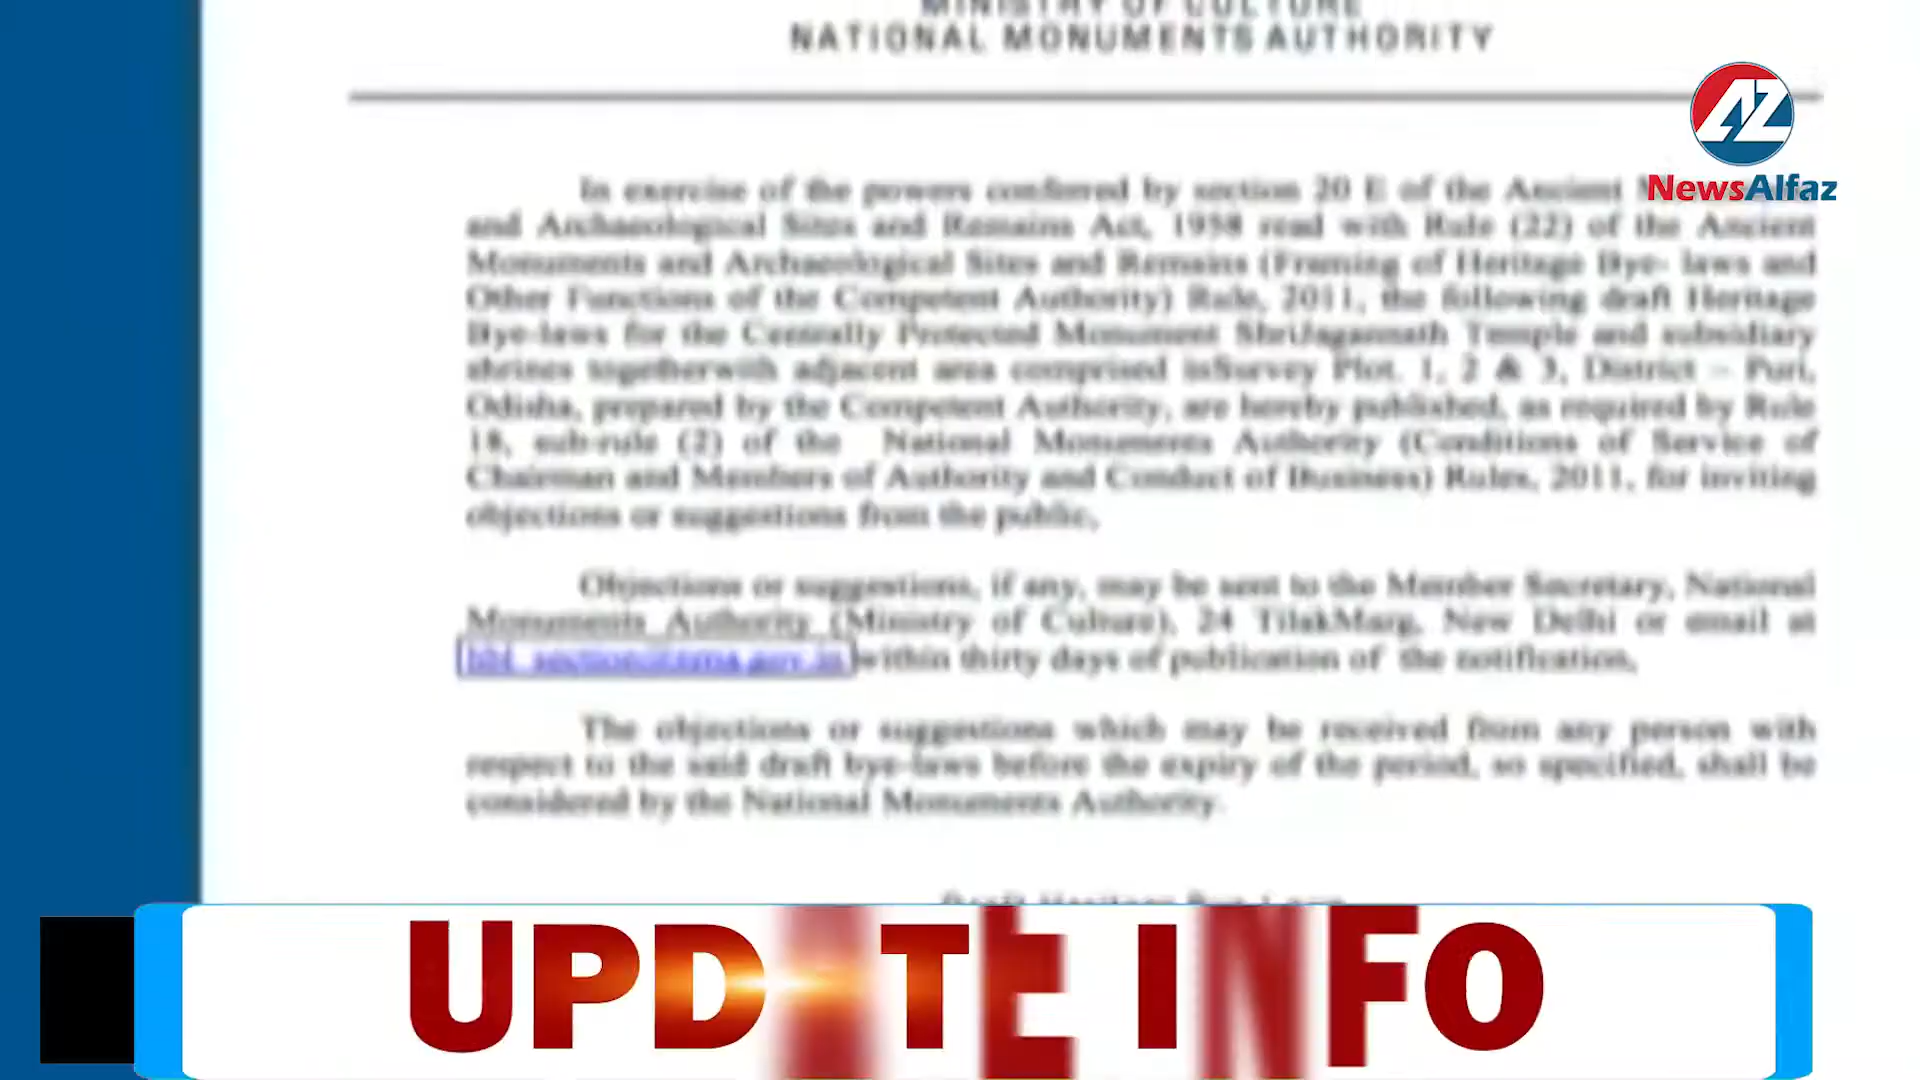 MINISTRY OF CULTURE
NATIONAL MONUMENTS AUTHORITY
AZ
NewsAlfaz
In exercise of the powers conferred by section 20 E of the Ancient
and Archaeological Sites and Remains Act, 1958 read with Rule (22) of the Ancient
Monuments and Archaeological Sites and Remains (Framing of Heritage Bye- laws and
Other Functions of the Competent Authority) Rule, 2011, the following draft Heritage
Bye-laws for the Centrally Protected Monument ShriJagannath Temple and subsidiary
shrines togetherwith adjacent area comprised inSurvey Plot. 1, 2 & 3, District – Puri,
Odisha, prepared by the Competent Authority, are hereby published, as required by Rule
18, sub-rule (2) of the National Monuments Authority (Conditions of Service of
Chairman and Members of Authority and Conduct of Business) Rules, 2011, for inviting
objections or suggestions from the public.
Objections or suggestions, if any, may be sent to the Member Secretary, National
Monuments Authority (Ministry of Culture), 24 TilakMarg, New Delhi or email at
within thirty days of publication of the notification.
The objections or suggestions which may be received from any person with
respect to the said draft bye-laws before the expiry of the period, so specified, shall be
considered by the National Monuments Authority.
UPDATE INFO